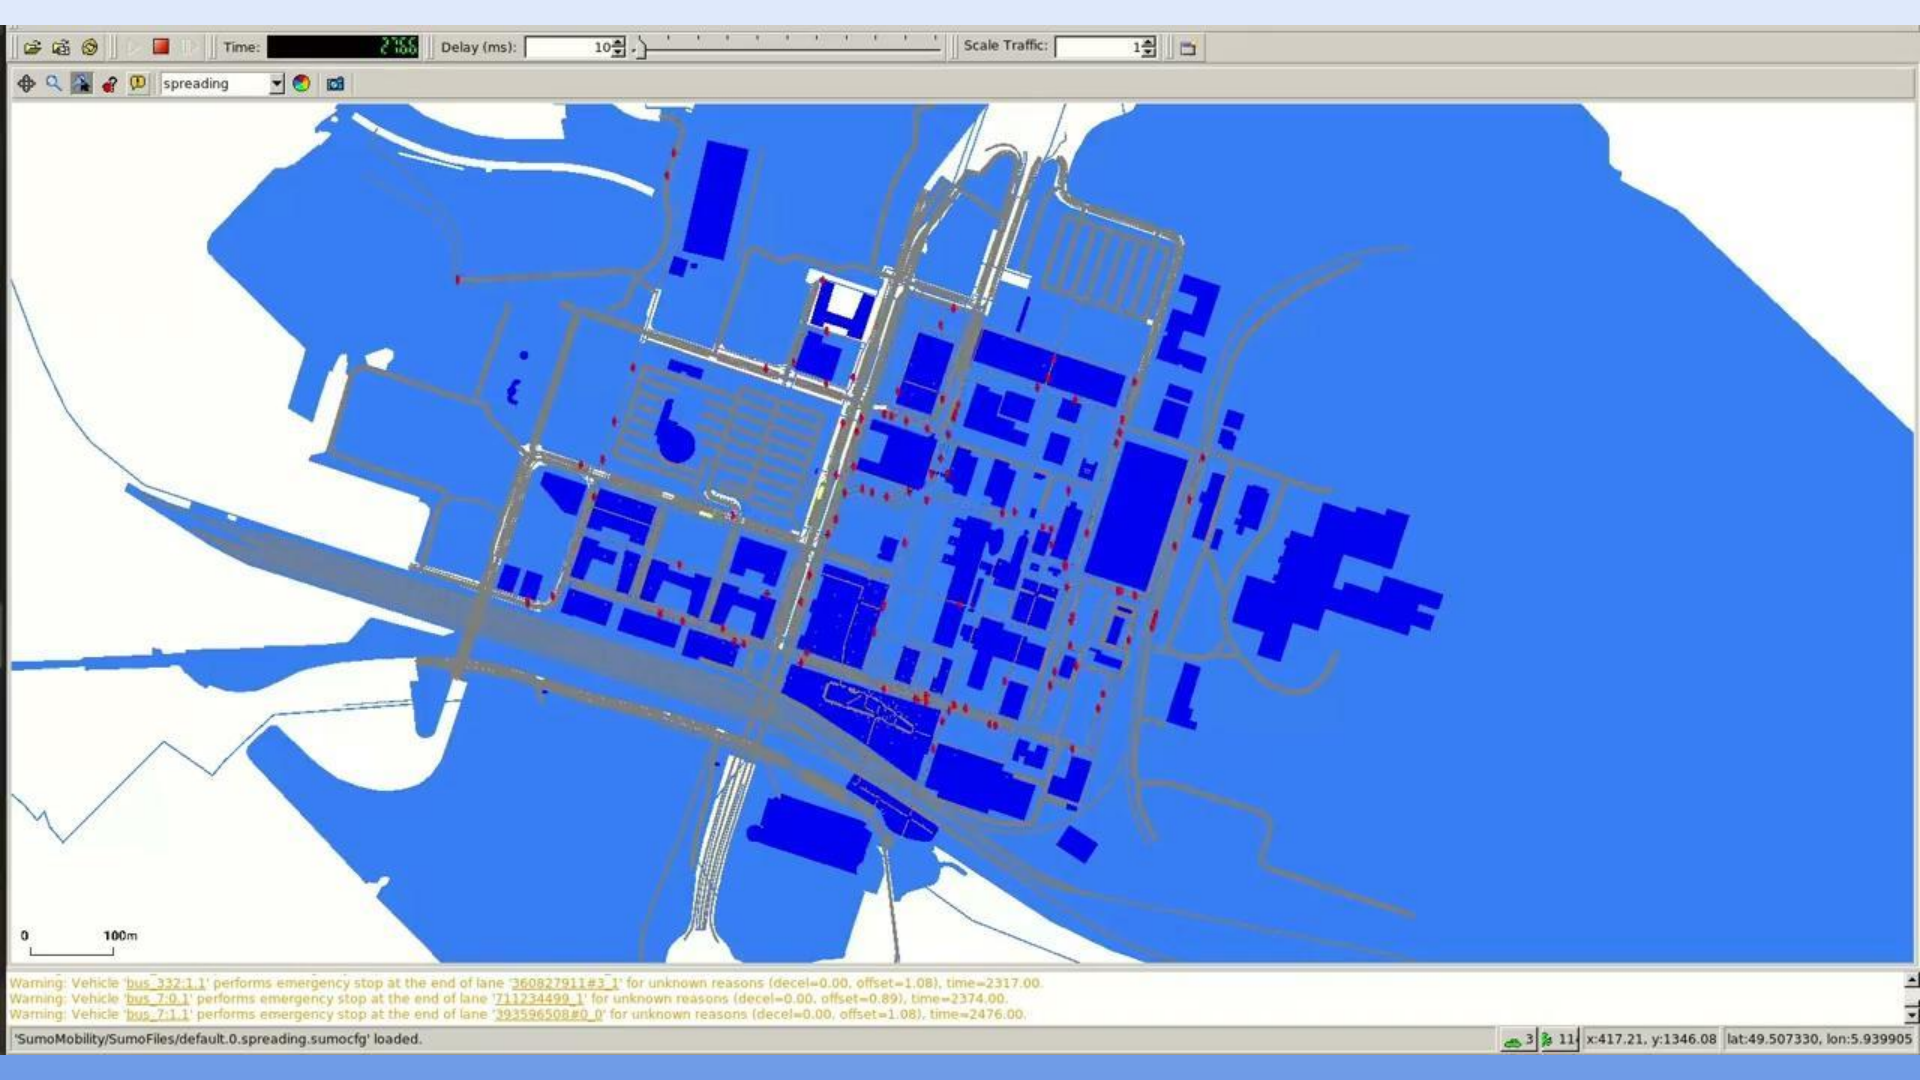 Time: 2766 Delay (ms): 10 Scale Traffic: 1
spreading
0 100m
Warning: Vehicle 'bus_332:1.1' performs emergency stop at the end of lane '360827911#3_1' for unknown reasons (decel=0.00, offset=1.08), time=2317.00.
Warning: Vehicle 'bus_7:0.1' performs emergency stop at the end of lane '711234499_1' for unknown reasons (decel=0.00, offset=0.89), time=2374.00.
Warning: Vehicle 'bus_7:1.1' performs emergency stop at the end of lane '393596508#0_0' for unknown reasons (decel=0.00, offset=1.08), time=2476.00.
'SumoMobility/SumoFiles/default.0.spreading.sumocfg' loaded. 3 11 x:417.21, y:1346.08 lat:49.507330, lon:5.939905